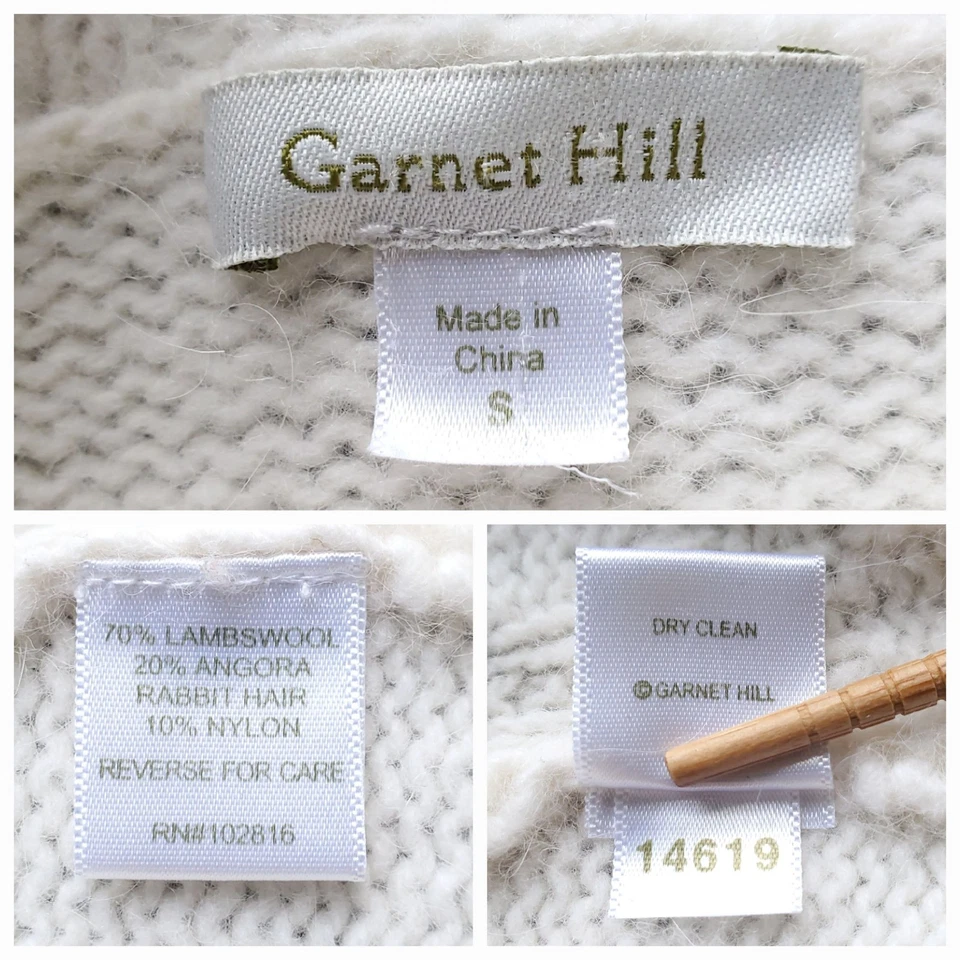 Garnet Hill
Made in
China
S
70% LAMBSWOOL
20% ANGORA
RABBIT HAIR
10% NYLON
REVERSE FOR CARE
RN#102816
DRY CLEAN
©GARNET HILL
14619